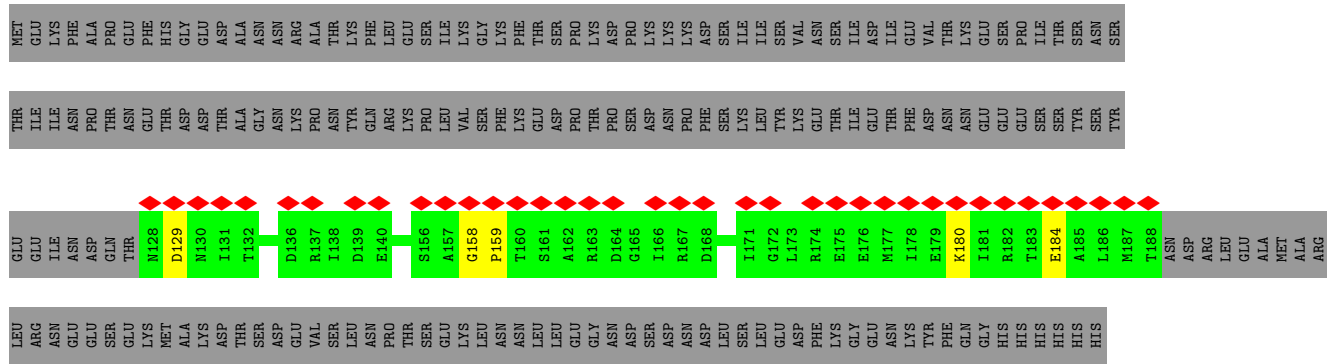 MET GLU LYS PHE ALA PRO GLU PHE HIS GLY GLU ASP ALA ASN ASN ARG ALA THR LYS PHE LEU GLU SER ILE LYS GLY LYS PHE THR SER PRO LYS ASP PRO LYS LYS LYS ASP SER ILE ILE SER VAL ASN SER ILE ASP ILE GLU VAL THR LYS GLU SER PRO ILE THR SER ASN SER
THR ILE ILE ASN PRO THR ASN GLU THR ASP ASP THR ALA GLY ASN LYS PRO ASN TYR GLN ARG LYS PRO LEU VAL SER PHE LYS GLU ASP PRO THR PRO SER ASP ASN PRO PHE SER LYS LEU TYR LYS GLU THR ILE GLU THR PHE ASP ASN ASN GLU GLU GLU SER SER TYR SER TYR
GLU GLU ILE ASN ASP GLN THR N128 D129 N130 I131 T132 D136 R137 I138 D139 E140 S156 A157 G158 P159 T160 S161 A162 R163 D164 G165 I166 R167 D168 I171 G172 L173 R174 E175 E176 M177 I178 E179 K180 I181 R182 T183 E184 A185 L186 M187 T188 ASN ASP ARG LEU GLU ALA MET ALA ARG
LEU ARG ASN GLU GLU SER GLU LYS MET ALA LYS ASP THR SER ASP GLU VAL SER LEU ASN PRO THR SER GLU LYS LEU ASN ASN LEU LEU GLU GLY ASN ASP SER ASP ASN ASP LEU SER LEU GLU ASP PHE LYS GLY GLU ASN LYS TYR PHE GLN GLY HIS HIS HIS HIS HIS HIS